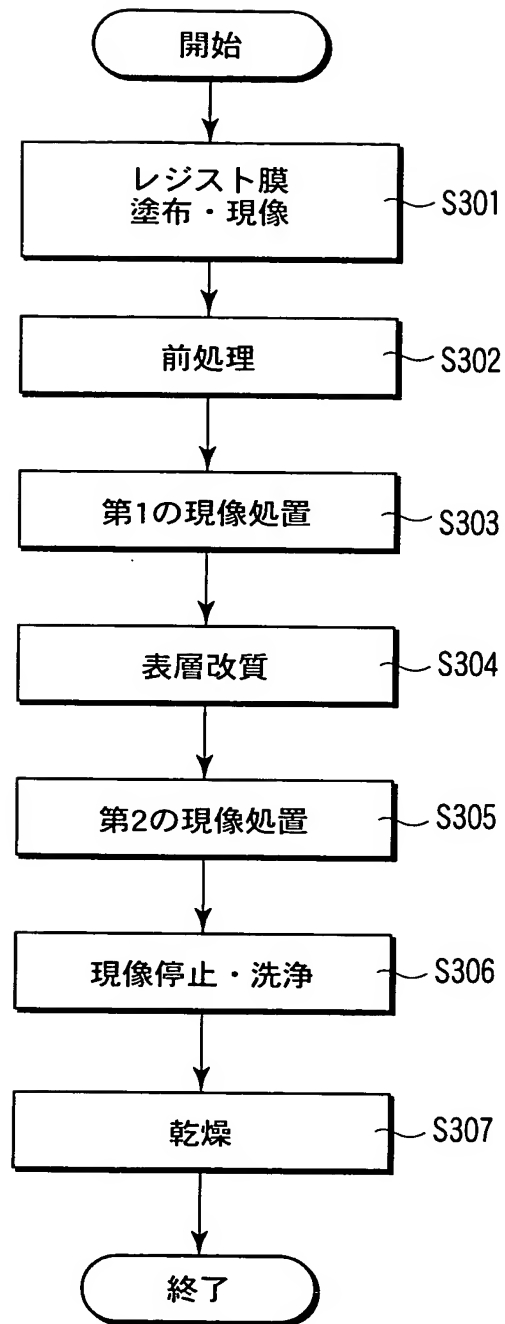 開始
レジスト膜
塗布・現像
S301
前処理
S302
第1の現像処置
S303
表層改質
S304
第2の現像処置
S305
現像停止・洗浄
S306
乾燥
S307
終了